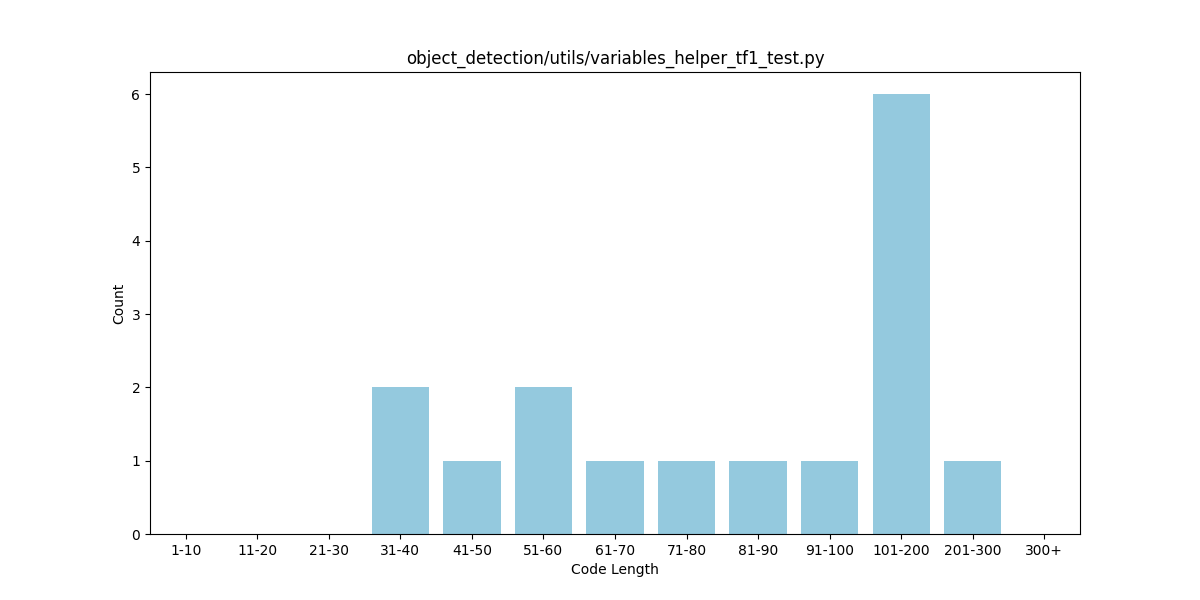 object_detection/utils/variables_helper_tf1_test.py
6
5
4
3
2
1
0
Count
1-10 11-20 21-30 31-40 41-50 51-60 61-70 71-80 81-90 91-100 101-200 201-300 300+
Code Length